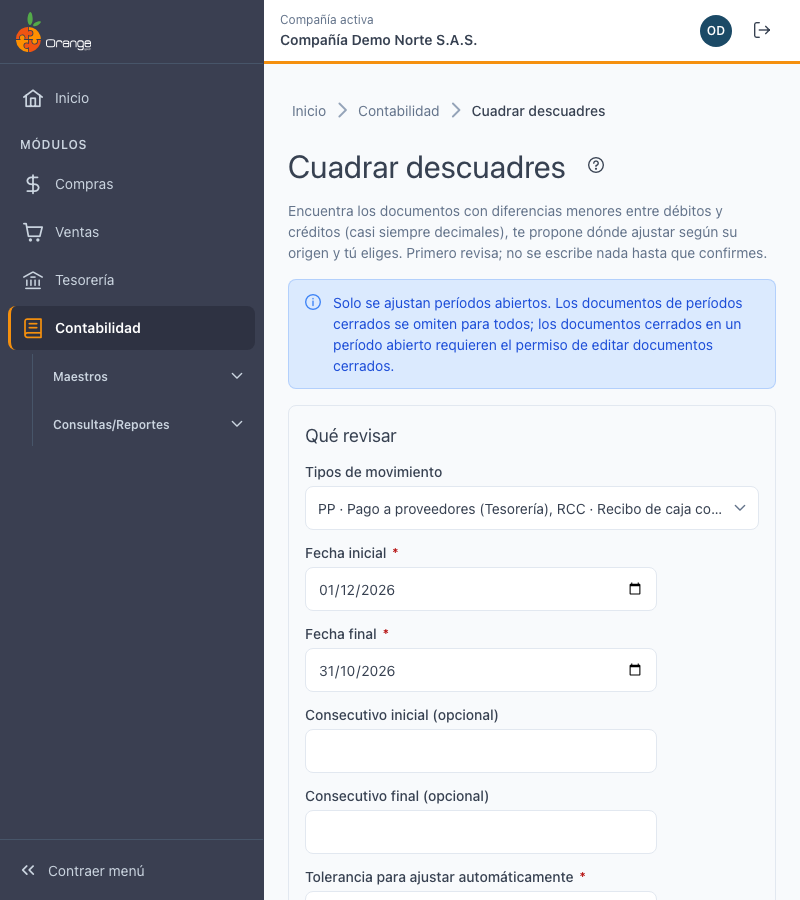 Orange
Compañía activa
Compañía Demo Norte S.A.S.
OD
Inicio
MÓDULOS
Compras
Ventas
Tesorería
Contabilidad
Maestros
Consultas/Reportes
Contraer menú
Inicio
Contabilidad
Cuadrar descuadres
Cuadrar descuadres
Encuentra los documentos con diferencias menores entre débitos y
créditos (casi siempre decimales), te propone dónde ajustar según su
origen y tú eliges. Primero revisa; no se escribe nada hasta que confirmes.
Solo se ajustan períodos abiertos. Los documentos de períodos
cerrados se omiten para todos; los documentos cerrados en un
período abierto requieren el permiso de editar documentos
cerrados.
Qué revisar
Tipos de movimiento
PP · Pago a proveedores (Tesorería), RCC · Recibo de caja co...
Fecha inicial *
01/12/2026
Fecha final *
31/10/2026
Consecutivo inicial (opcional)
Consecutivo final (opcional)
Tolerancia para ajustar automáticamente *